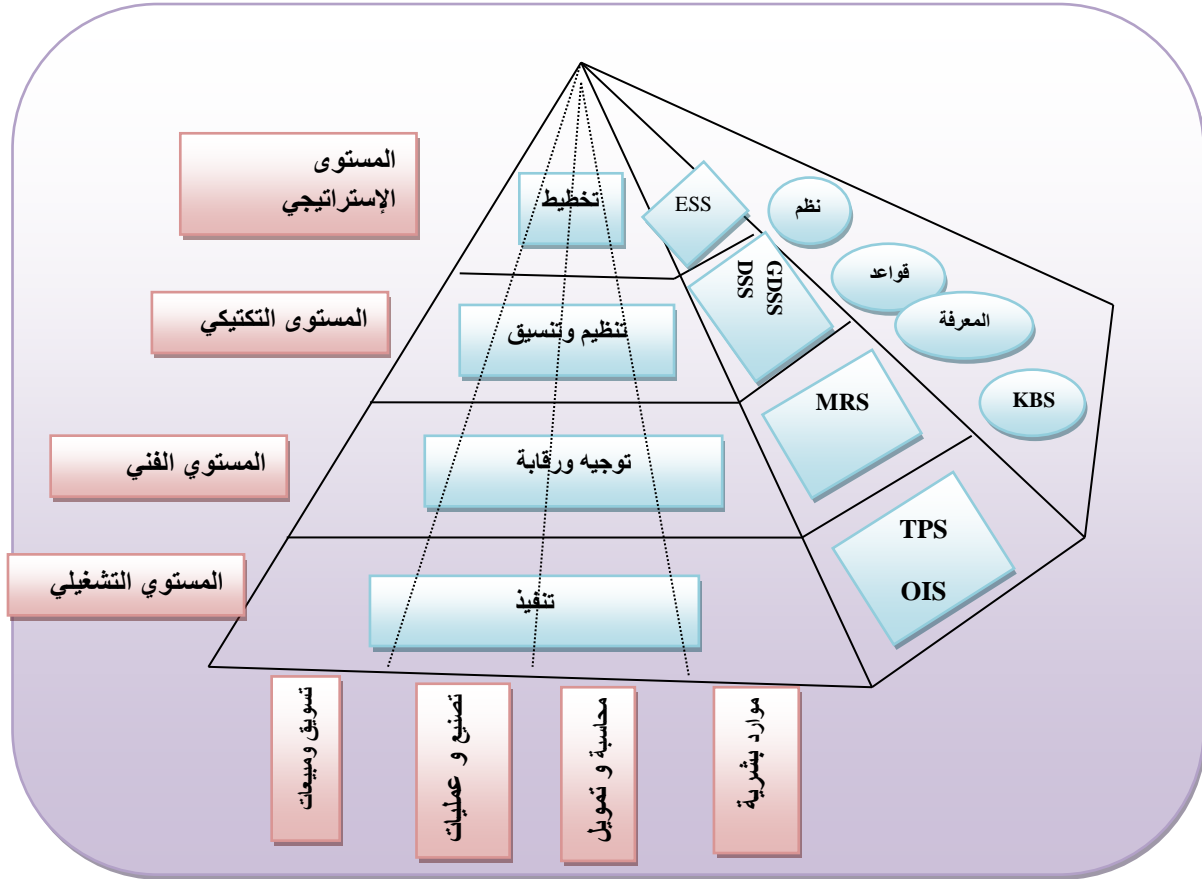 المستوى
الإستراتيجي
تخطيط
ESS
نظم
المستوى التكتيكي
تنظيم وتنسيق
GDSS
DSS
قواعد
المعرفة
المستوي الفني
توجيه ورقابة
MRS
KBS
المستوي التشغيلي
تنفيذ
TPS
OIS
تسويق ومبيعات
تصنيع و عمليات
محاسبة و تمويل
موارد بشرية